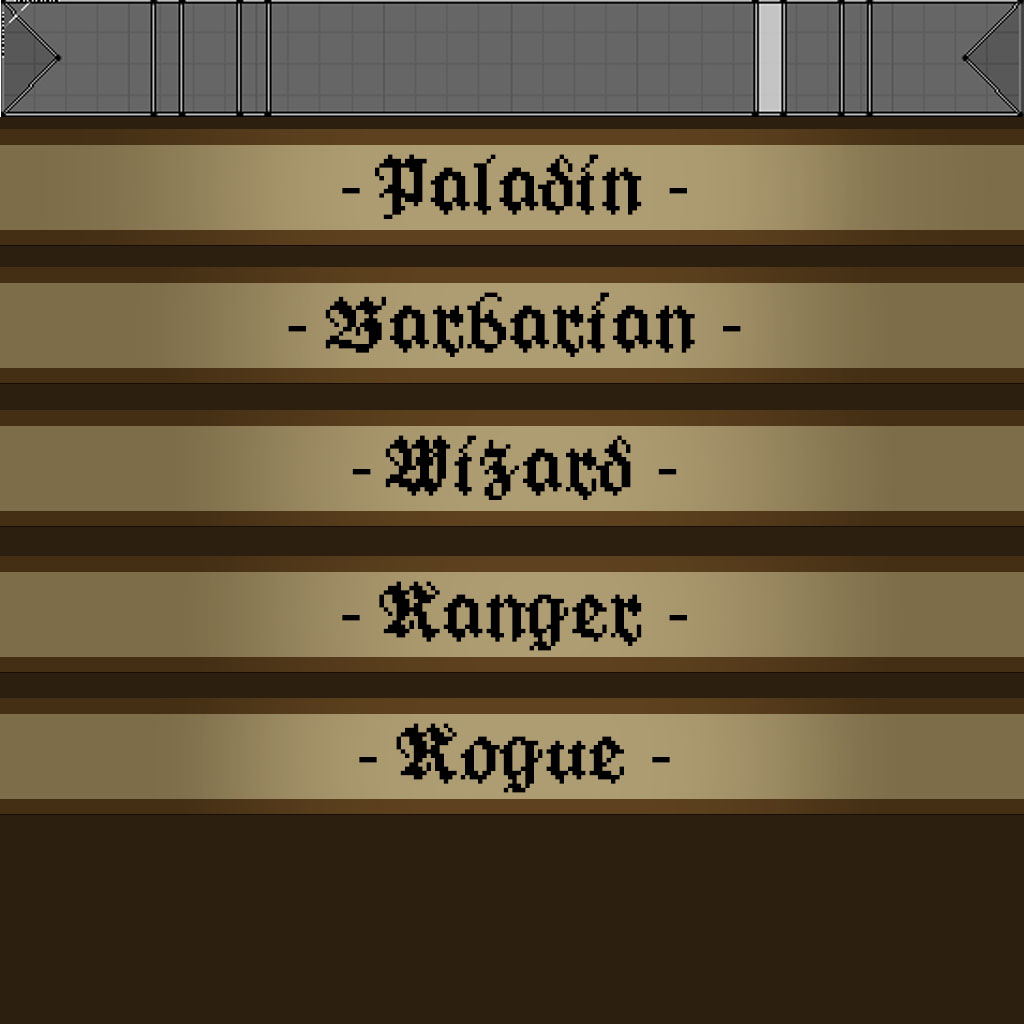 - Paladin -
- Barbarian -
- Wizard -
- Ranger -
- Rogue -